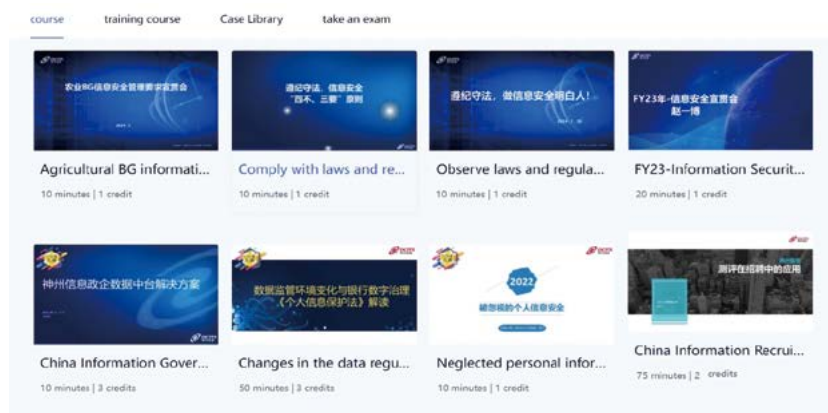 course training course Case Library take an exam
农业BG信息安全管理要求宣贯会
遵纪守法，信息安全
“四不、三要”原则
遵纪守法，做信息安全明白人！
FY23年-信息安全宣贯会
赵一博
Agricultural BG informati...
Comply with laws and re...
Observe laws and regula...
FY23-Information Securit...
10 minutes | 1 credit
10 minutes | 1 credit
10 minutes | 1 credit
20 minutes | 1 credit
神州信息政企数据中台解决方案
数据监管环境变化与银行数字治理
《个人信息保护法》解读
2022
被忽视的个人信息安全
测评在招聘中的应用
China Information Gover...
Changes in the data regu...
Neglected personal infor...
China Information Recrui...
10 minutes | 3 credits
50 minutes | 3 credits
10 minutes | 1 credit
75 minutes | 2 credits